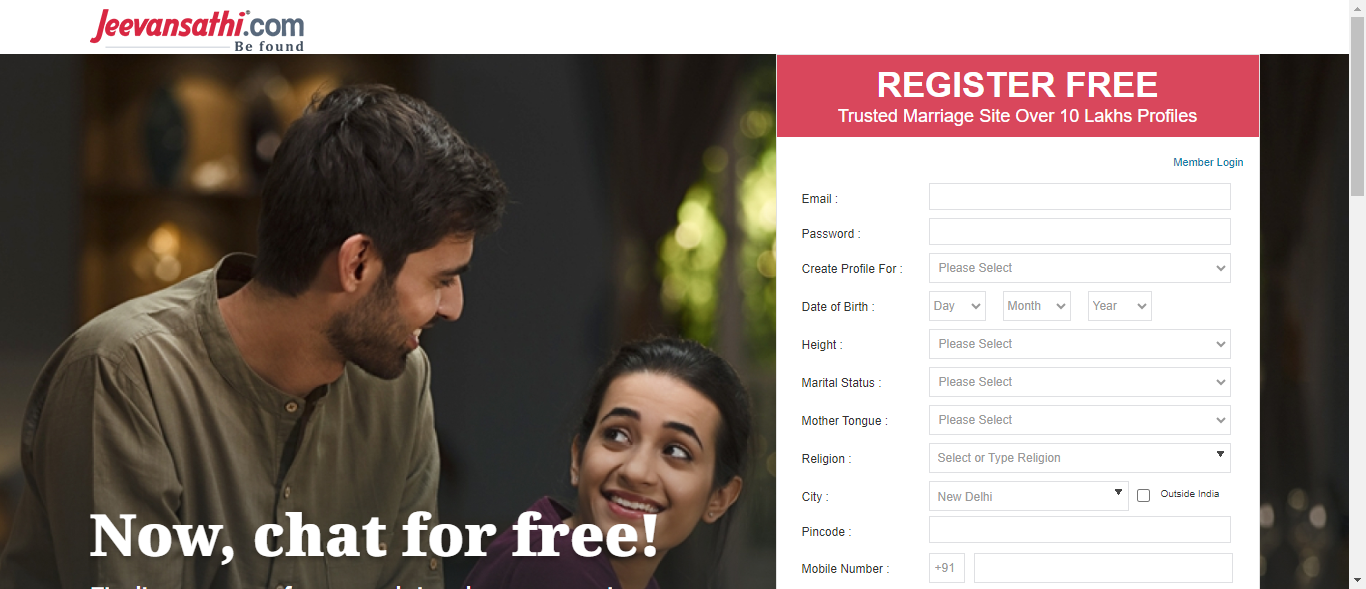 Jeevansathi.com
Be found
REGISTER FREE
Trusted Marriage Site Over 10 Lakhs Profiles
Member Login
Email :
Password :
Create Profile For : Please Select
Date of Birth : Day Month Year
Height : Please Select
Marital Status : Please Select
Mother Tongue : Please Select
Religion : Select or Type Religion
City : New Delhi Outside India
Pincode :
Mobile Number : +91
Now, chat for free!